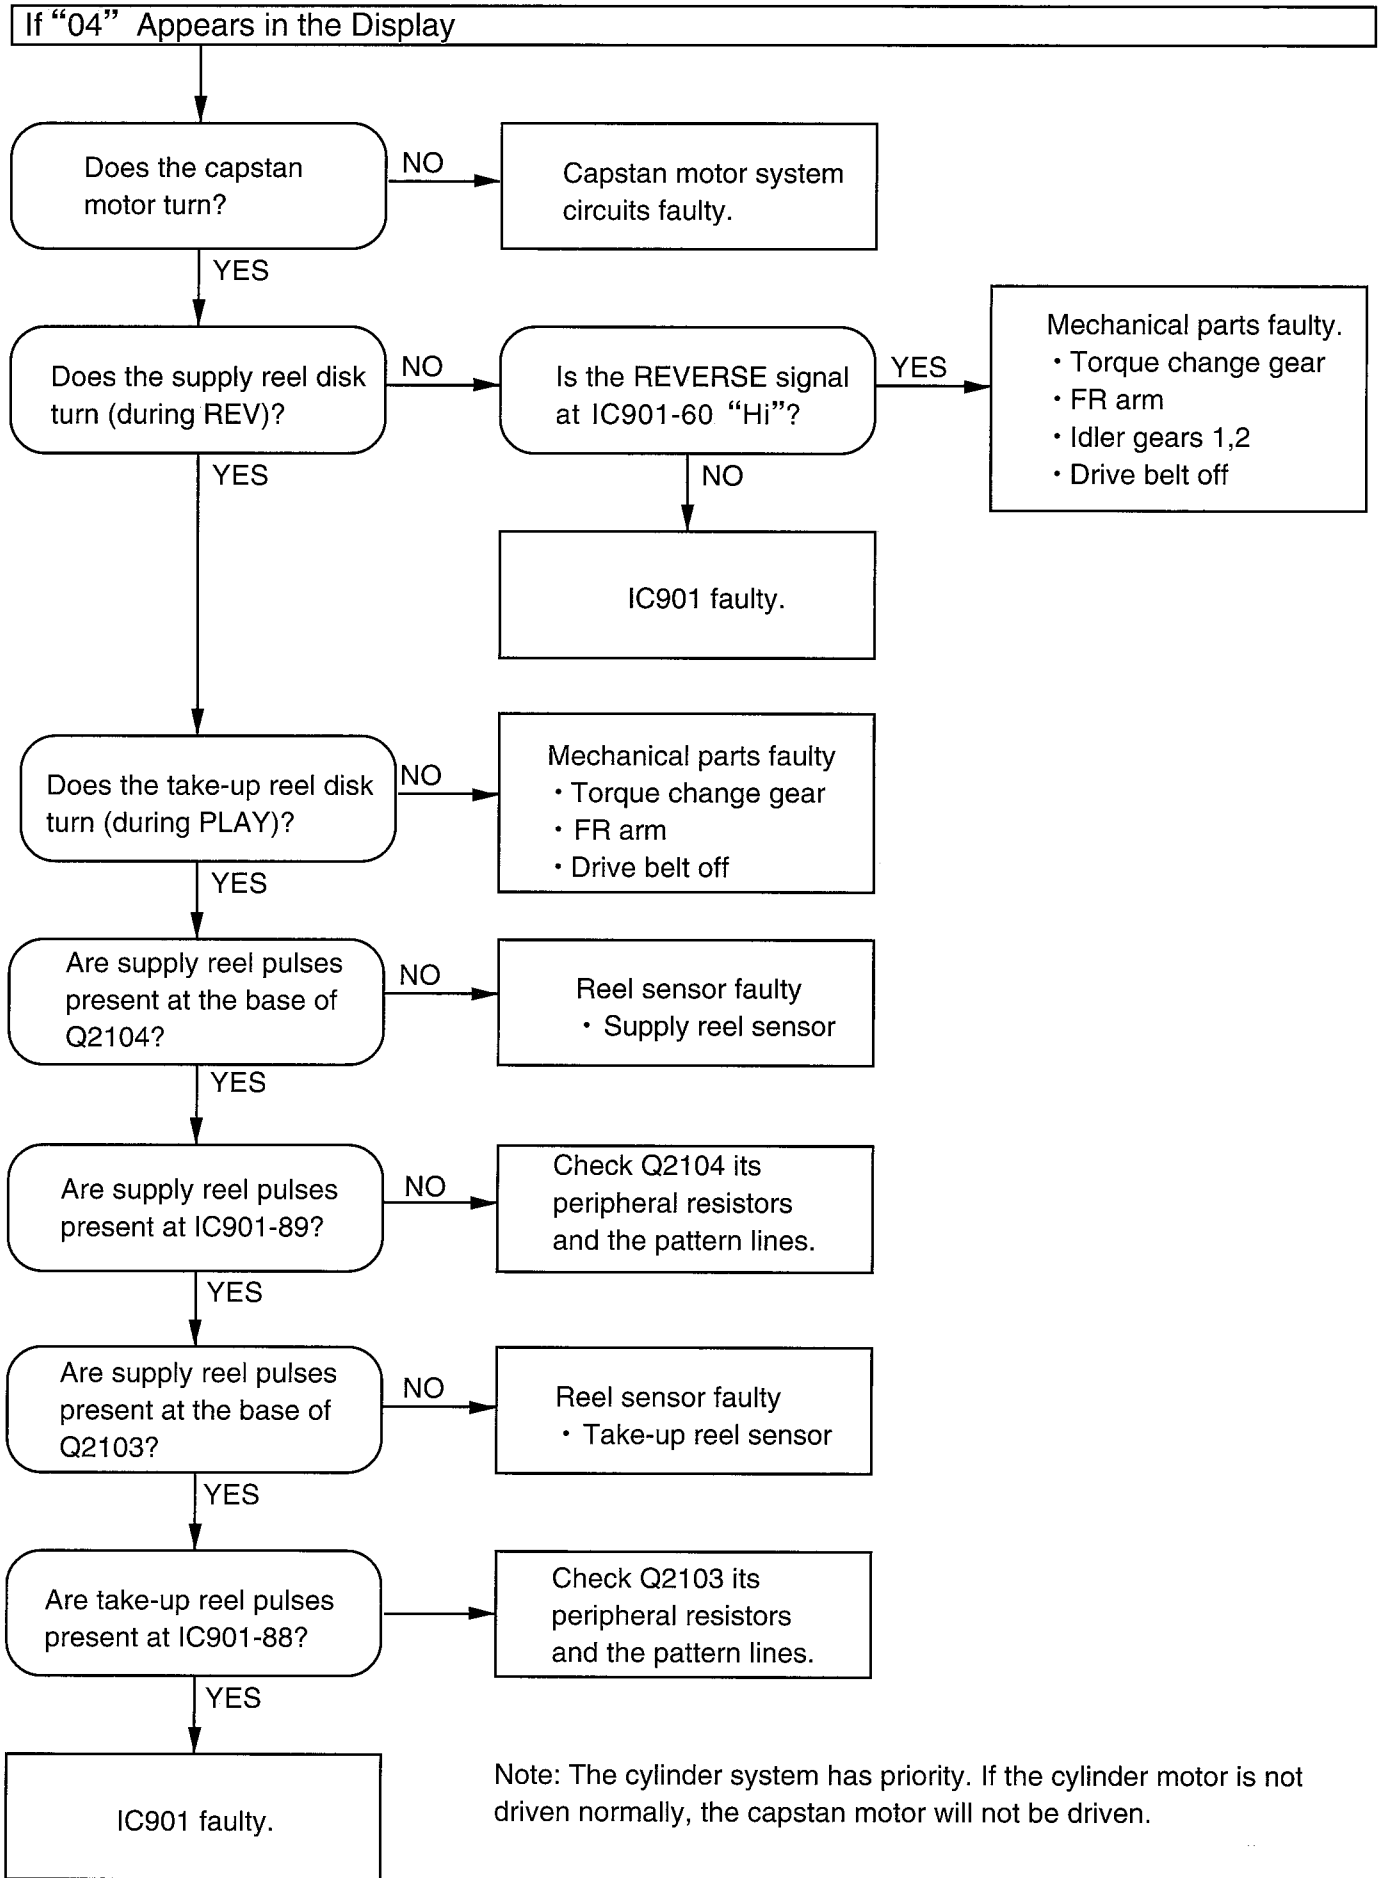 If “04” Appears in the Display
Does the capstan
motor turn?
NO
Capstan motor system
circuits faulty.
YES
Does the supply reel disk
turn (during REV)?
NO
Is the REVERSE signal
at IC901-60 “Hi”?
YES
Mechanical parts faulty.
・Torque change gear
・FR arm
・Idler gears 1,2
・Drive belt off
YES
NO
IC901 faulty.
Does the take-up reel disk
turn (during PLAY)?
NO
Mechanical parts faulty
・Torque change gear
・FR arm
・Drive belt off
YES
Are supply reel pulses
present at the base of
Q2104?
NO
Reel sensor faulty
・Supply reel sensor
YES
Are supply reel pulses
present at IC901-89?
NO
Check Q2104 its
peripheral resistors
and the pattern lines.
YES
Are supply reel pulses
present at the base of
Q2103?
NO
Reel sensor faulty
・Take-up reel sensor
YES
Are take-up reel pulses
present at IC901-88?
Check Q2103 its
peripheral resistors
and the pattern lines.
YES
IC901 faulty.
Note: The cylinder system has priority. If the cylinder motor is not
driven normally, the capstan motor will not be driven.